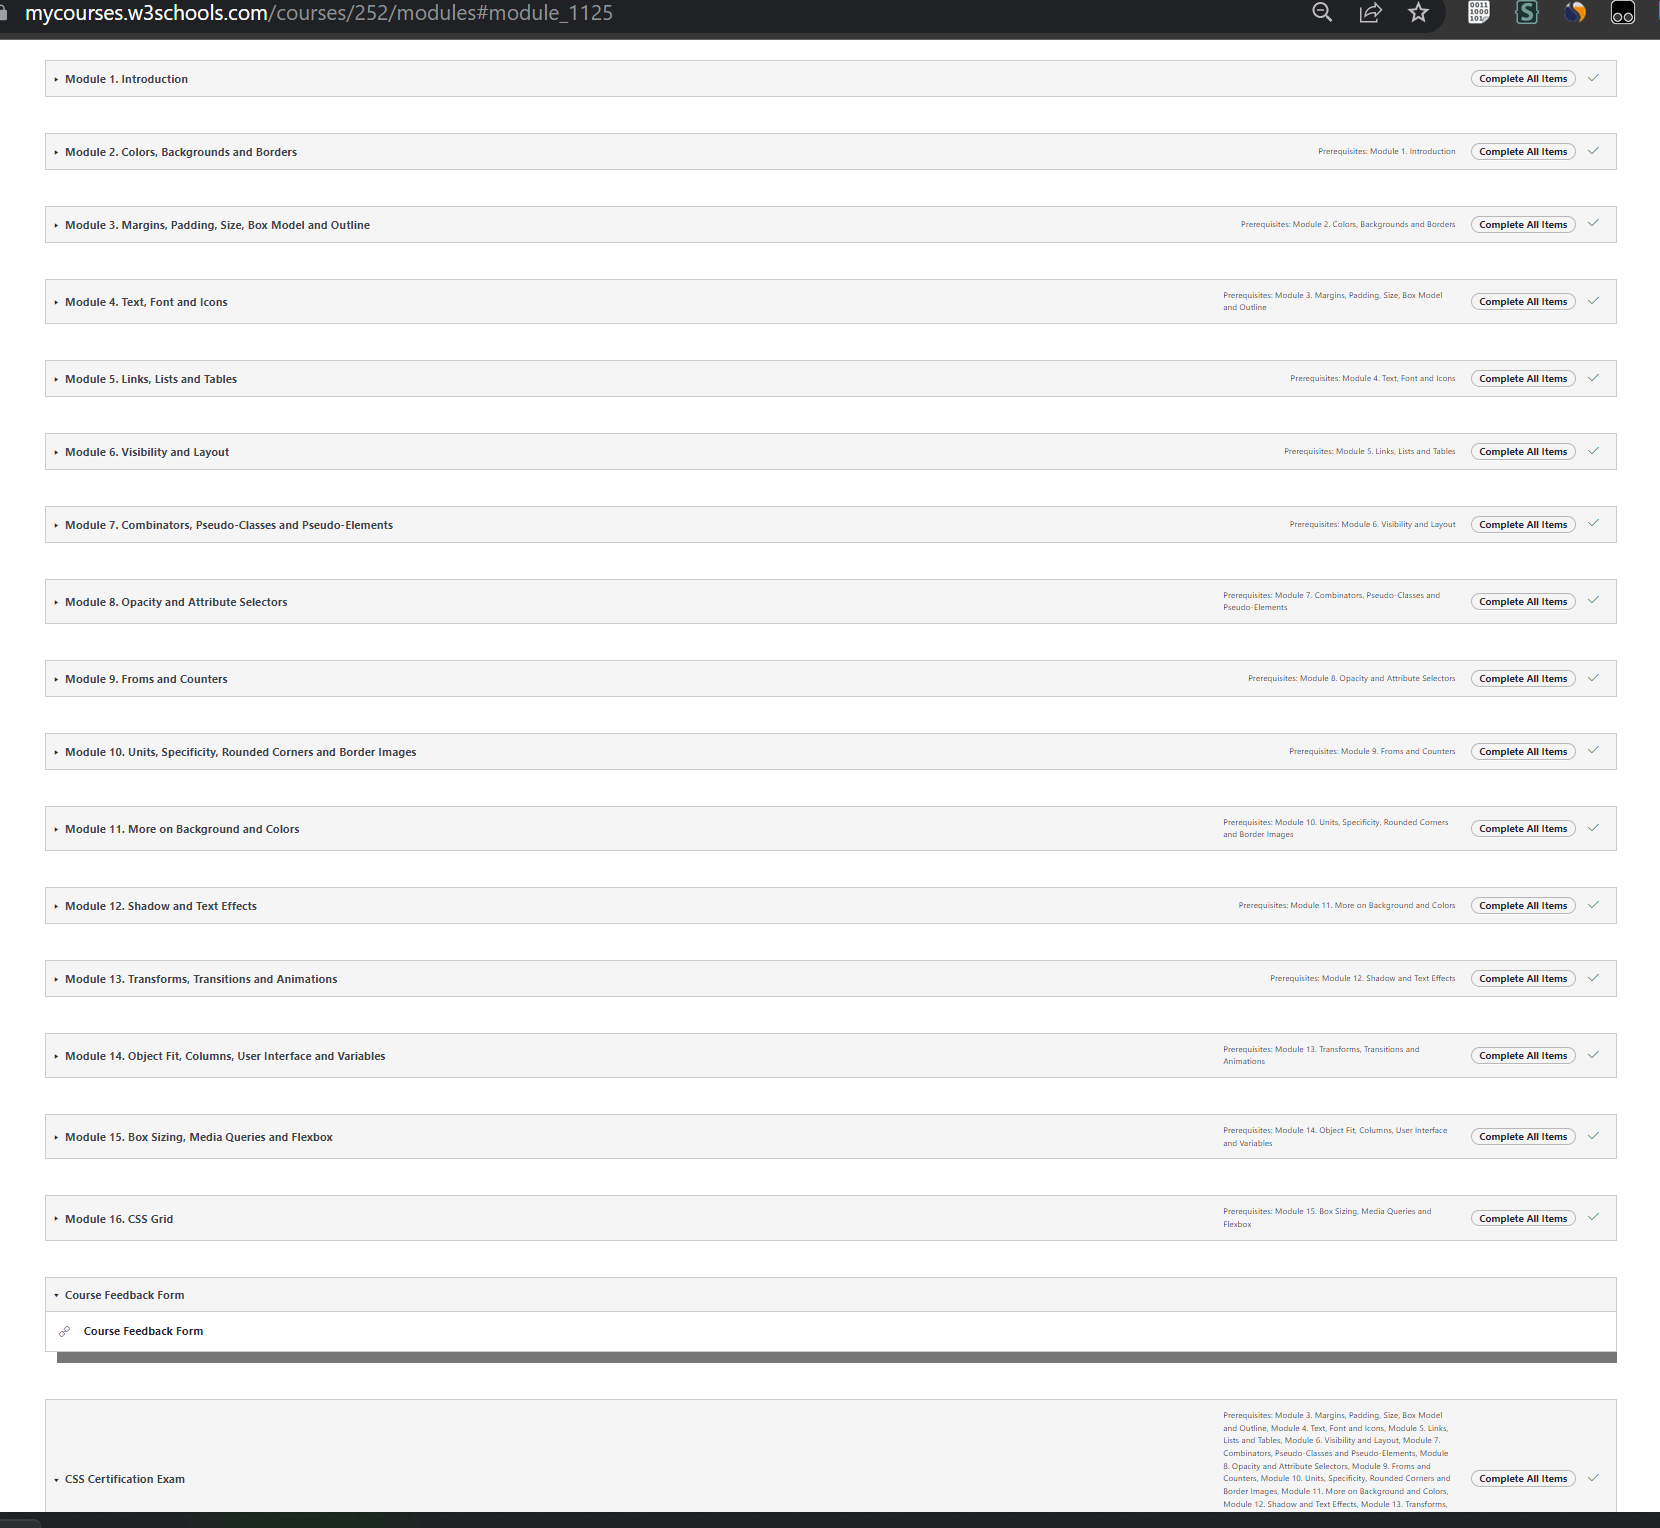 mycourses.w3schools.com/courses/252/modules#module_1125
0011
1000
101
S
Module 1. Introduction
Complete All Items
Module 2. Colors, Backgrounds and Borders
Prerequisites: Module 1. Introduction
Complete All Items
Module 3. Margins, Padding, Size, Box Model and Outline
Prerequisites: Module 2. Colors, Backgrounds and Borders
Complete All Items
Module 4. Text, Font and Icons
Prerequisites: Module 3. Margins, Padding, Size, Box Model
and Outline
Complete All Items
Module 5. Links, Lists and Tables
Prerequisites: Module 4. Text, Font and Icons
Complete All Items
Module 6. Visibility and Layout
Prerequisites: Module 5. Links, Lists and Tables
Complete All Items
Module 7. Combinators, Pseudo-Classes and Pseudo-Elements
Prerequisites: Module 6. Visibility and Layout
Complete All Items
Module 8. Opacity and Attribute Selectors
Prerequisites: Module 7. Combinators, Pseudo-Classes and
Pseudo-Elements
Complete All Items
Module 9. Froms and Counters
Prerequisites: Module 8. Opacity and Attribute Selectors
Complete All Items
Module 10. Units, Specificity, Rounded Corners and Border Images
Prerequisites: Module 9. Froms and Counters
Complete All Items
Module 11. More on Background and Colors
Prerequisites: Module 10. Units, Specificity, Rounded Corners
and Border Images
Complete All Items
Module 12. Shadow and Text Effects
Prerequisites: Module 11. More on Background and Colors
Complete All Items
Module 13. Transforms, Transitions and Animations
Prerequisites: Module 12. Shadow and Text Effects
Complete All Items
Module 14. Object Fit, Columns, User Interface and Variables
Prerequisites: Module 13. Transforms, Transitions and
Animations
Complete All Items
Module 15. Box Sizing, Media Queries and Flexbox
Prerequisites: Module 14. Object Fit, Columns, User Interface
and Variables
Complete All Items
Module 16. CSS Grid
Prerequisites: Module 15. Box Sizing, Media Queries and
Flexbox
Complete All Items
Course Feedback Form
Course Feedback Form
CSS Certification Exam
Prerequisites: Module 3. Margins, Padding, Size, Box Model
and Outline, Module 4. Text, Font and Icons, Module 5. Links,
Lists and Tables, Module 6. Visibility and Layout, Module 7.
Combinators, Pseudo-Classes and Pseudo-Elements, Module
8. Opacity and Attribute Selectors, Module 9. Froms and
Counters, Module 10. Units, Specificity, Rounded Corners and
Border Images, Module 11. More on Background and Colors,
Module 12. Shadow and Text Effects, Module 13. Transforms,
Complete All Items